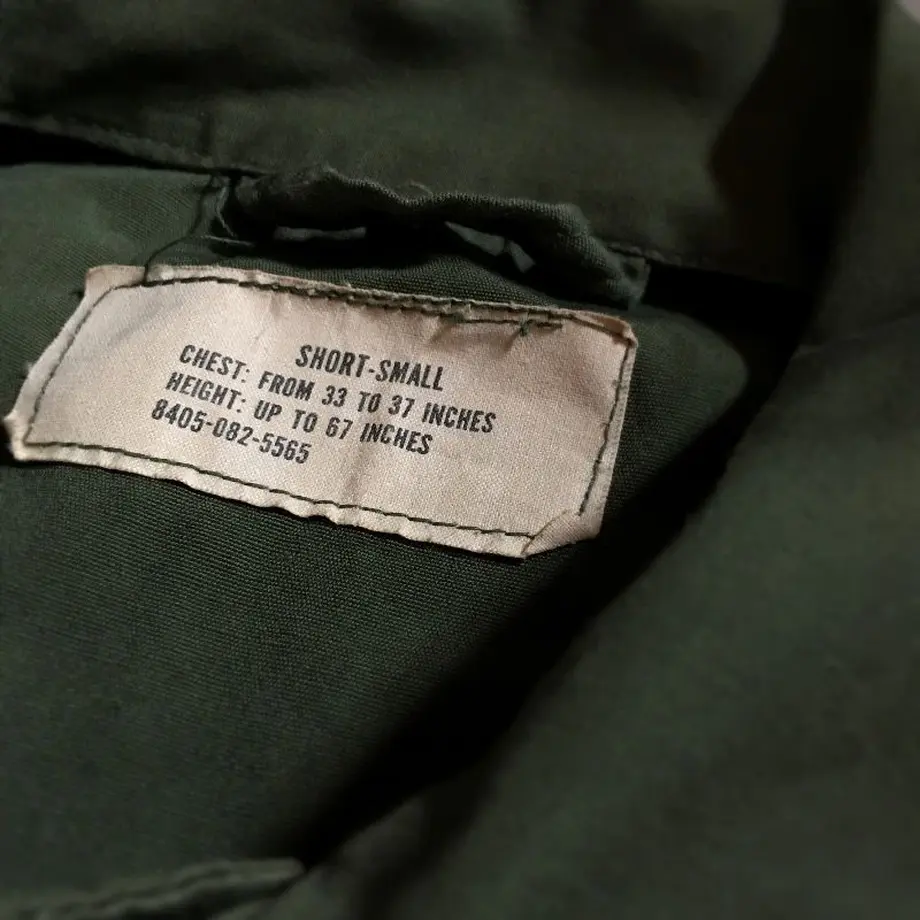 SHORT-SMALL
CHEST: FROM 33 TO 37 INCHES
HEIGHT: UP TO 67 INCHES
8405-082-5565